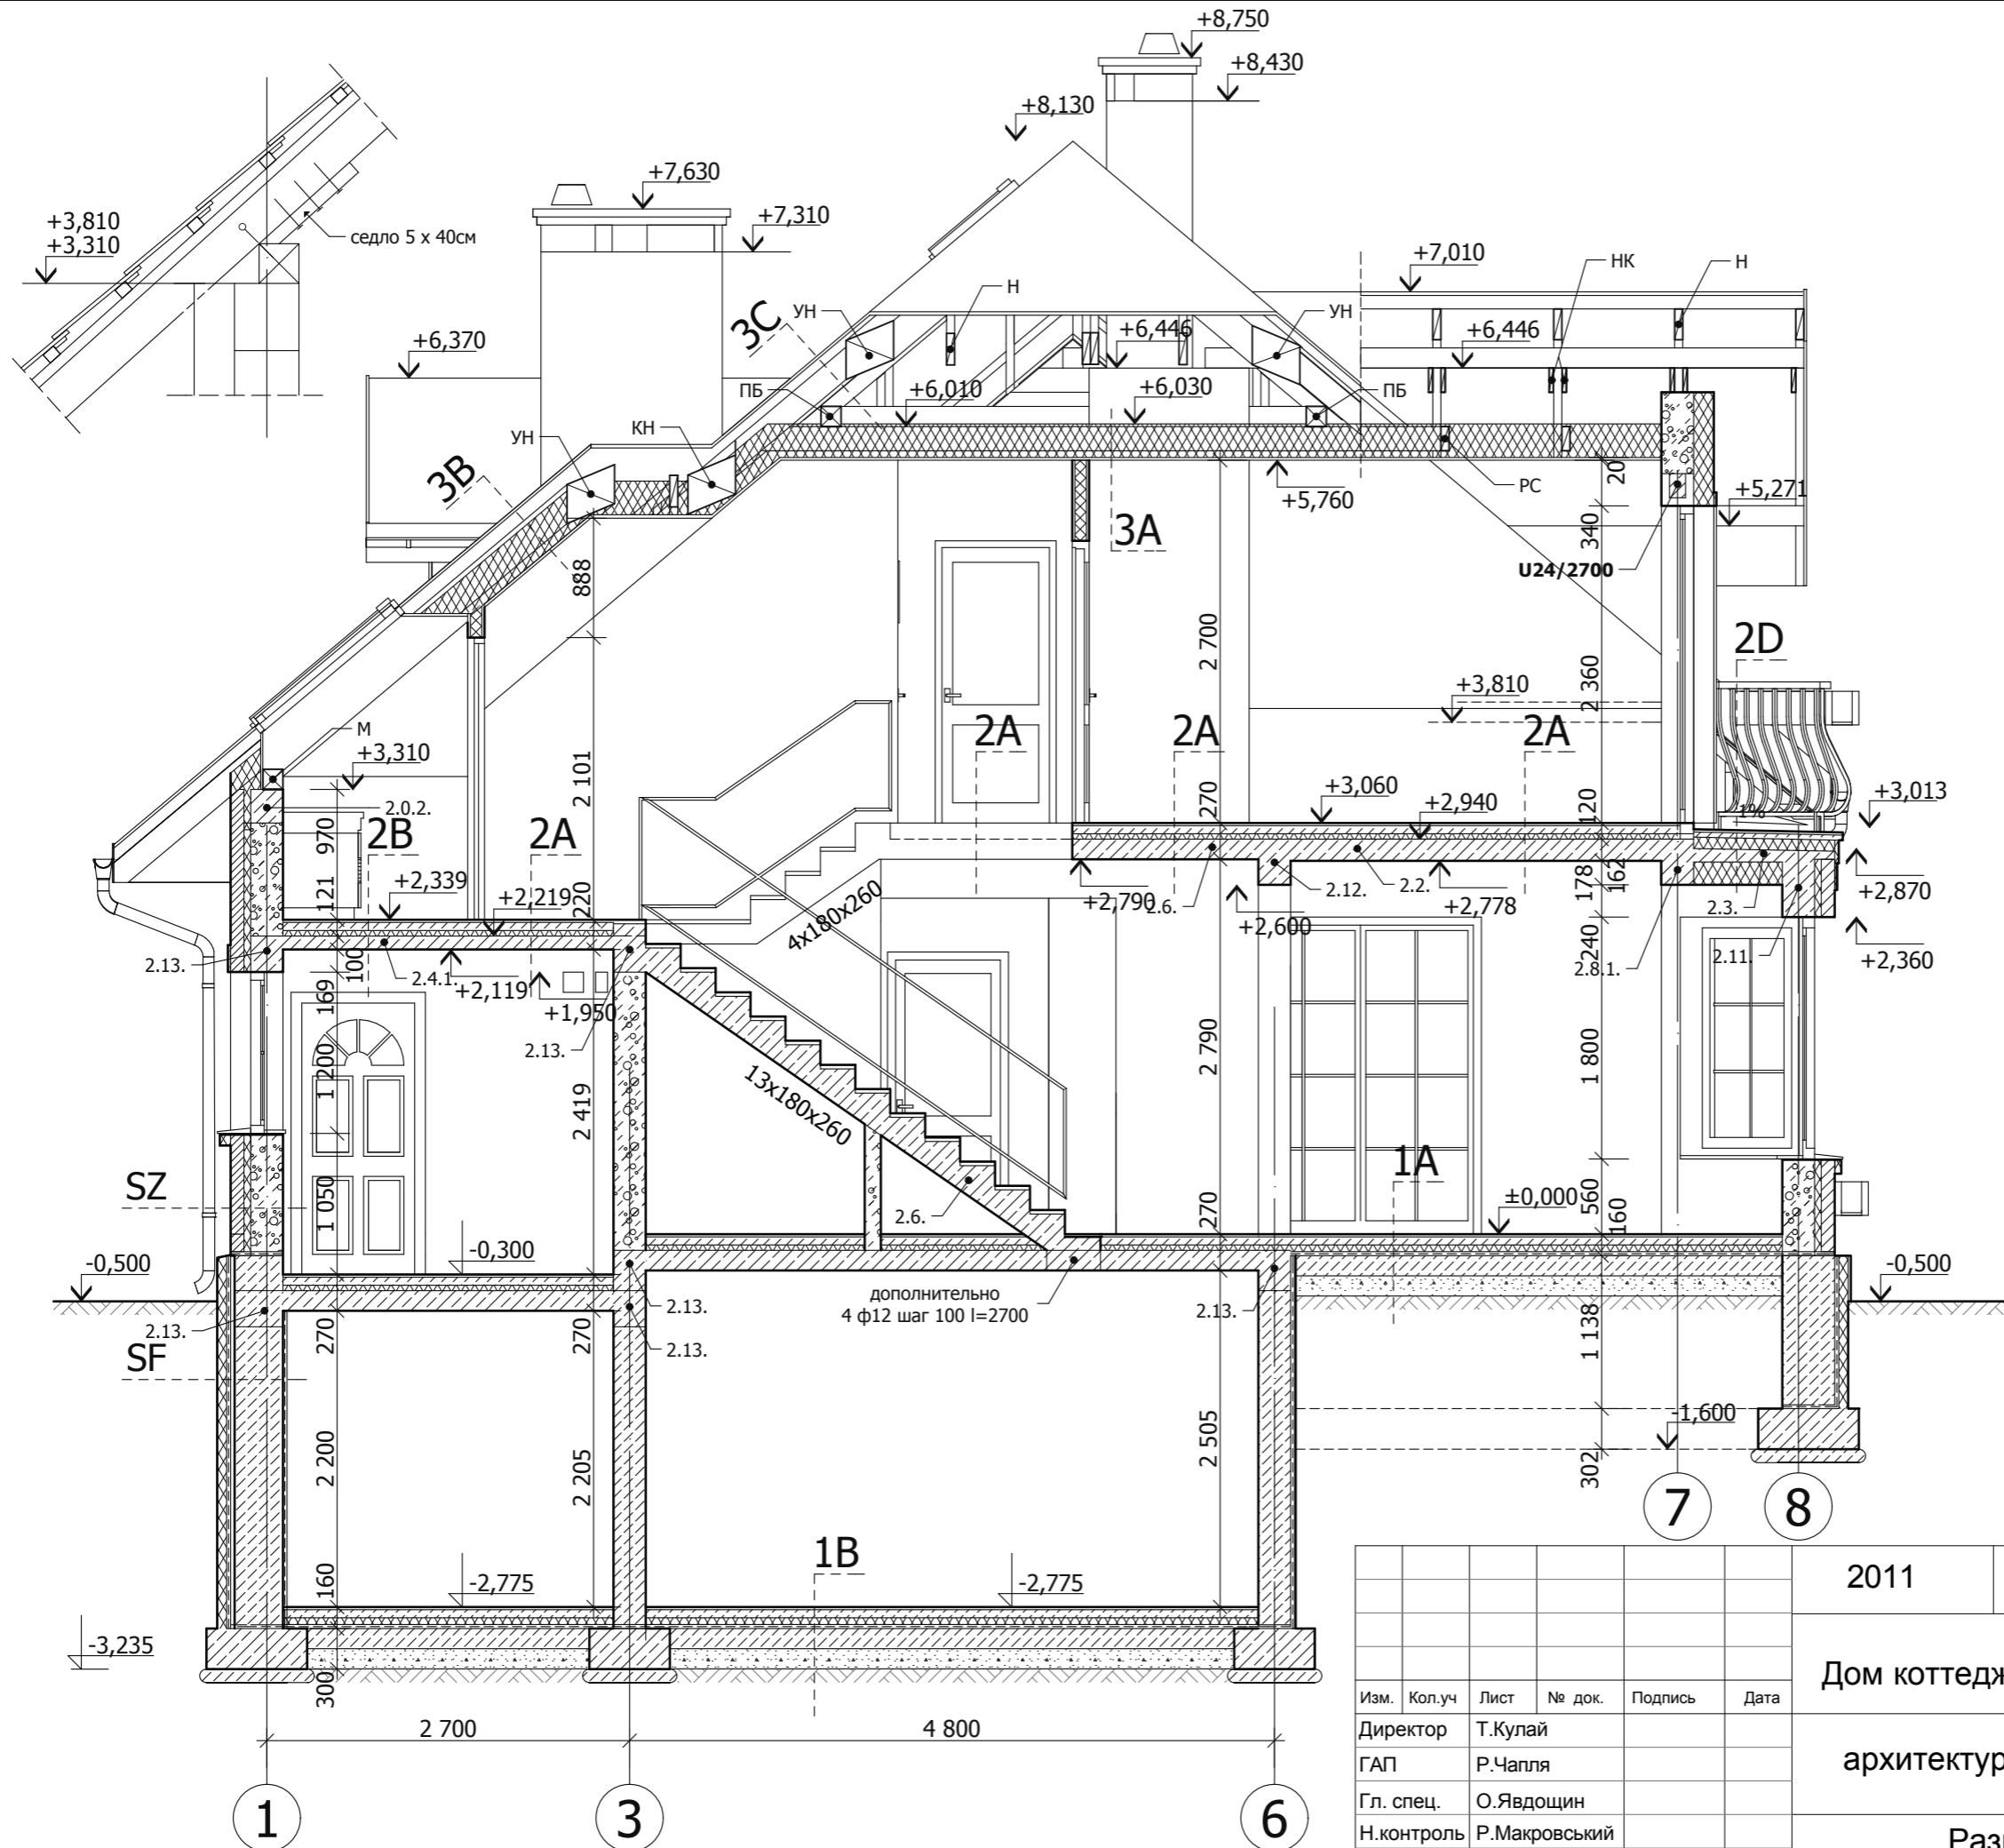 +8,750
+8,430
+8,130
+7,630
+7,310
+3,810
+3,310
седло 5 х 40см
+7,010
НК
Н
Н
УН
УН
3С
+6,446
+6,446
+6,370
ПБ
+6,010
+6,030
ПБ
УН
КН
3В
20
РС
+5,760
+5,271
3А
340
U24/2700
888
2 700
2D
2 360
+3,810
М
2А
2А
2А
+3,310
2 101
2.0.2.
970
2В
2А
270
+3,060
+2,940
120
1%
+3,013
+2,339
+2,219
121
220
4х180х260
+2,790
2.6.
2.12.
2.2.
+2,778
178
162
2.3.
+2,870
+2,600
2.13.
100
2.4.1.
+2,119
+1,950
240
2.8.1.
2.11.
+2,360
169
2.13.
1 200
2 419
13х180х260
2 790
1 800
SZ
1 050
2.6.
270
1А
±0,000
560
160
-0,500
-0,300
-0,500
дополнительно
4 ф12 шаг 100 l=2700
2.13.
2.13.
2.13.
2.13.
SF
270
270
1 138
2 200
2 205
2 505
-1,600
302
7
8
1В
160
-2,775
-2,775
-3,235
300
2 700
4 800
1
3
6
2011
Дом коттедж
Изм. Кол.уч Лист № док. Подпись Дата
Директор Т.Кулай
архитектур
ГАП Р.Чапля
Гл. спец. О.Явдощин
Н.контроль Р.Макровський
Раз